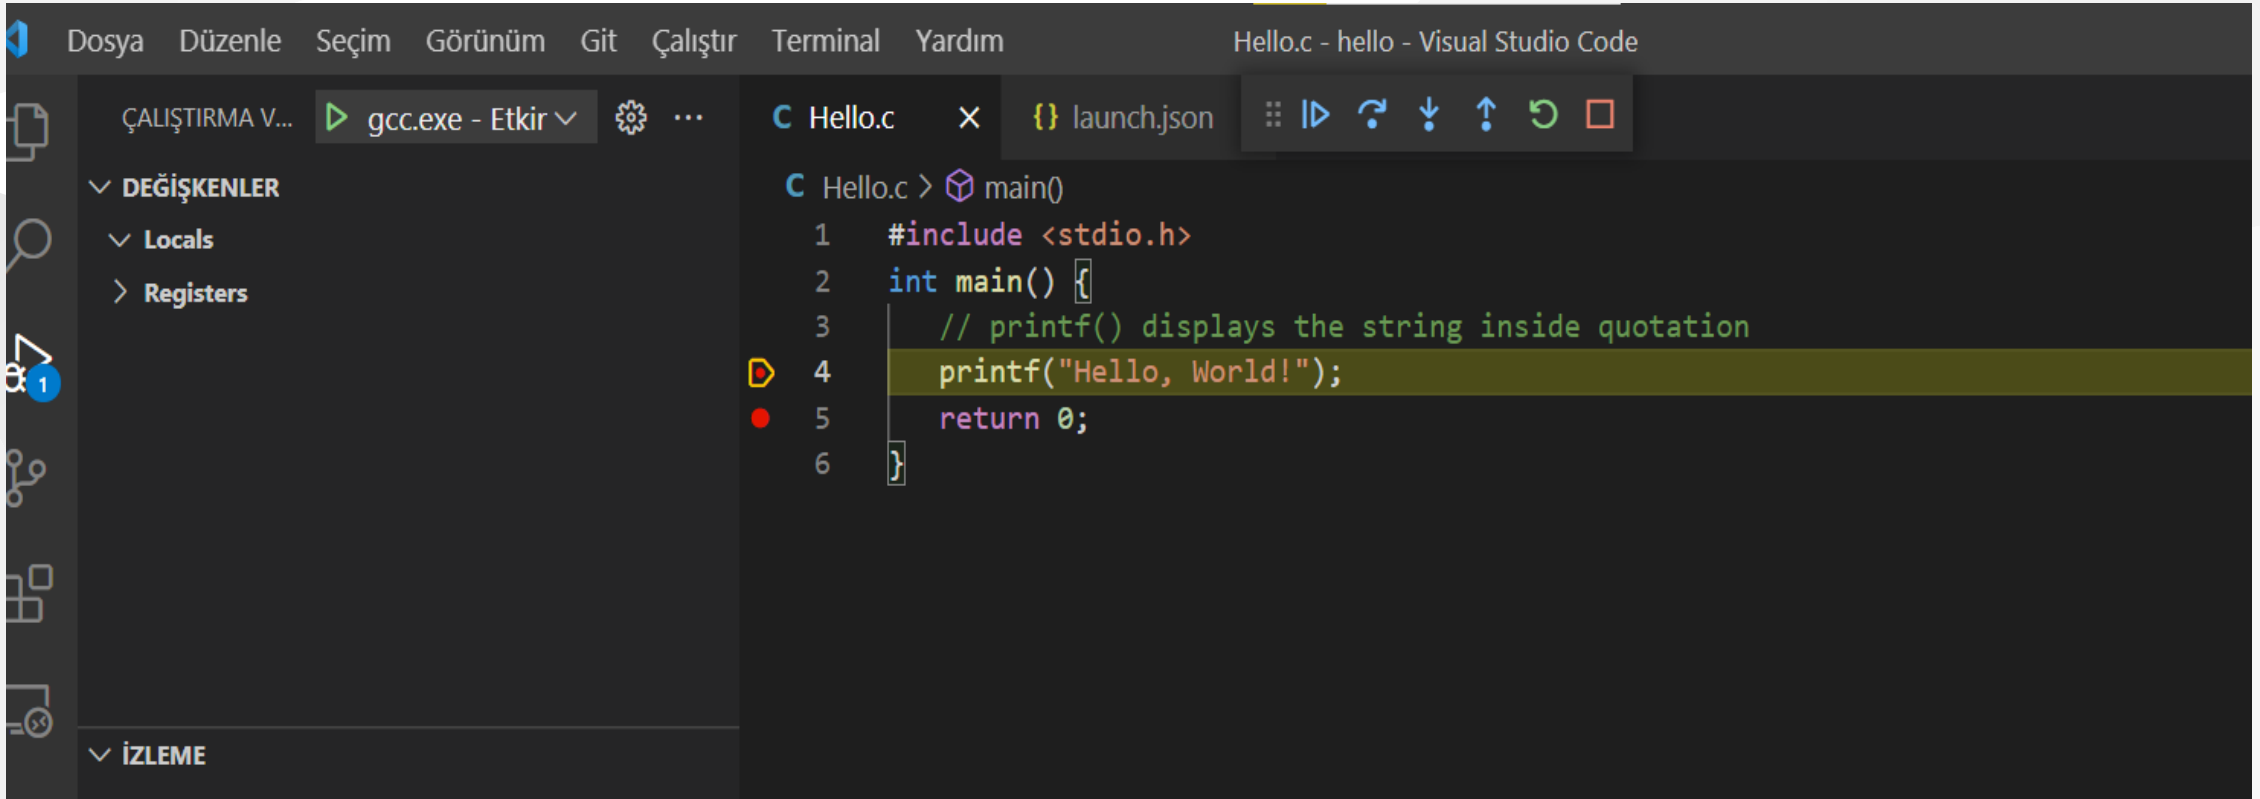 Dosya Düzenle Seçim Görünüm Git Çalıştır Terminal Yardım Hello.c - hello - Visual Studio Code
ÇALIŞTIRMA V... gcc.exe - Etkir ...
DEĞİŞKENLER
Locals
Registers
1
İZLEME
C Hello.c {} launch.json
C Hello.c > main()
1 #include <stdio.h>
2 int main() {
3 // printf() displays the string inside quotation
4 printf("Hello, World!");
5 return 0;
6 }